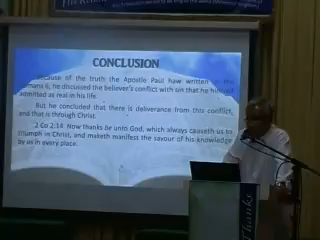 CONCLUSION
Because of the truth the Apostle Paul haw written in the
Romans 6, he discussed the believer's conflict with sin that he himself
admitted as real in his life.
But he concluded that there is deliverance from this conflict,
and that is through Christ.
2 Co 2:14 Now thanks be unto God, which always causeth us to
triumph in Christ, and maketh manifest the savour of his knowledge
by us in every place.
Thanks